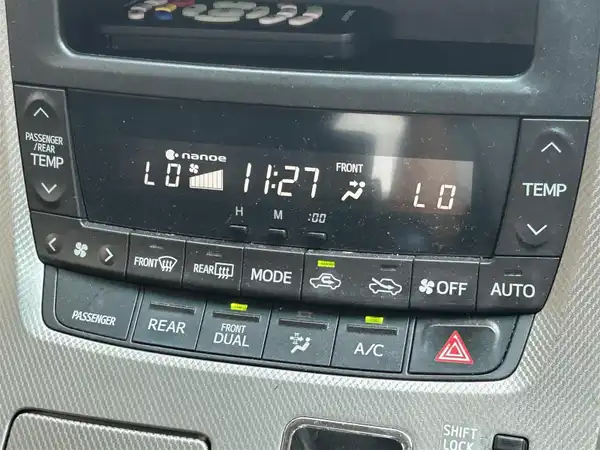 PASSENGER
/REAR
TEMP
nanoe
LO
11:27
FRONT
LO
H M :00
TEMP
FRONT
REAR
MODE
OFF
AUTO
PASSENGER
REAR
FRONT
DUAL
A/C
SHIFT
LOCK